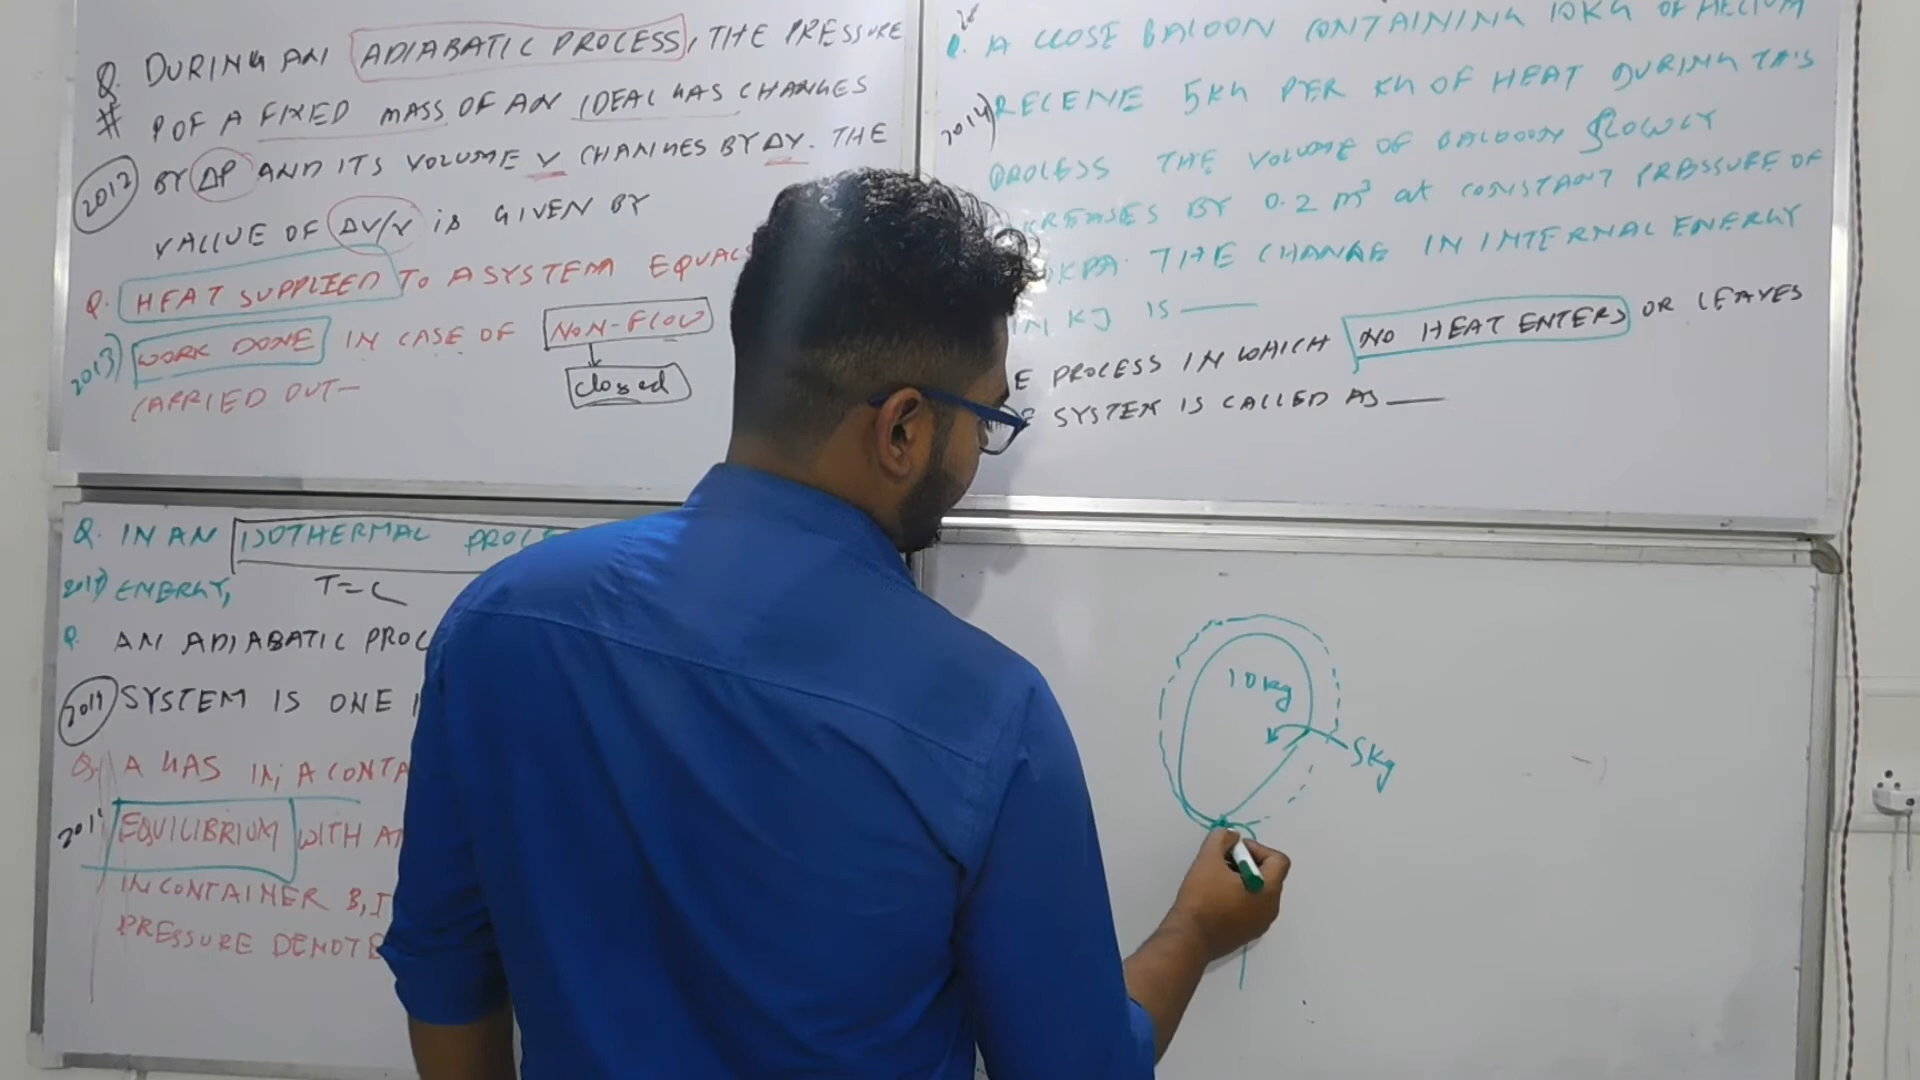 Q. DURING AN ADIABATIC PROCESS, THE PRESSURE
# P OF A FIXED MASS OF AN IDEAL GAS CHANGES
2012 BY ΔP AND ITS VOLUME V CHANGES BY ΔV. THE
VALLUE OF ΔV/V IS GIVEN BY
Q. HEAT SUPPLIED TO A SYSTEM EQUALS
2013) WORK DONE IN CASE OF NON-FLOW
CARRIED OUT-
closed
Q. A CLOSE BALOON CONTAINING 10KG OF HELIUM
2014) RECEIVE 5KG PER KG OF HEAT DURING THIS
PROCESS THE VOLUME OF BALOOON SLOWLY
CREASES BY 0.2 m³ at CONSTANT PRESSURE OF
KPA. THE CHANGE IN INTERNAL ENERGY
IN KJ IS ___
E PROCESS IN WHICH NO HEAT ENTERS OR LEAVES
SYSTEM IS CALLED AS ___
Q. IN AN ISOTHERMAL PROCE
ENERGY, T=C
Q. AN ADIABATIC PROC
SYSTEM IS ONE
Q. A GAS IN, A CONTA
EQUILIBRIUM WITH A
IN CONTAINER B, I
PRESSURE DENOTE
10kg
5kg